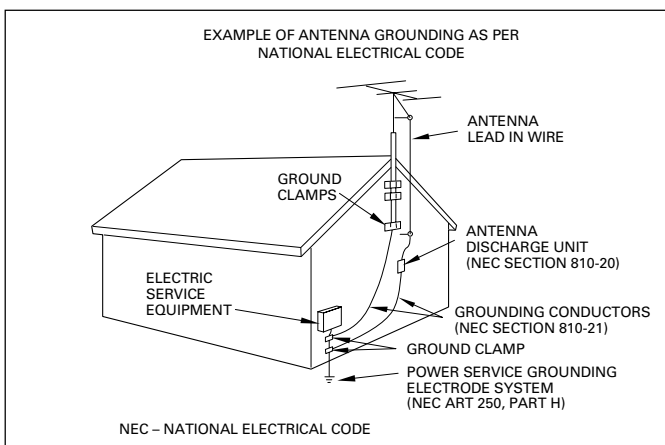 EXAMPLE OF ANTENNA GROUNDING AS PER
NATIONAL ELECTRICAL CODE
ANTENNA
LEAD IN WIRE
GROUND
CLAMPS
ANTENNA
DISCHARGE UNIT
(NEC SECTION 810-20)
ELECTRIC
SERVICE
EQUIPMENT
GROUNDING CONDUCTORS
(NEC SECTION 810-21)
GROUND CLAMP
POWER SERVICE GROUNDING
ELECTRODE SYSTEM
(NEC ART 250, PART H)
NEC – NATIONAL ELECTRICAL CODE